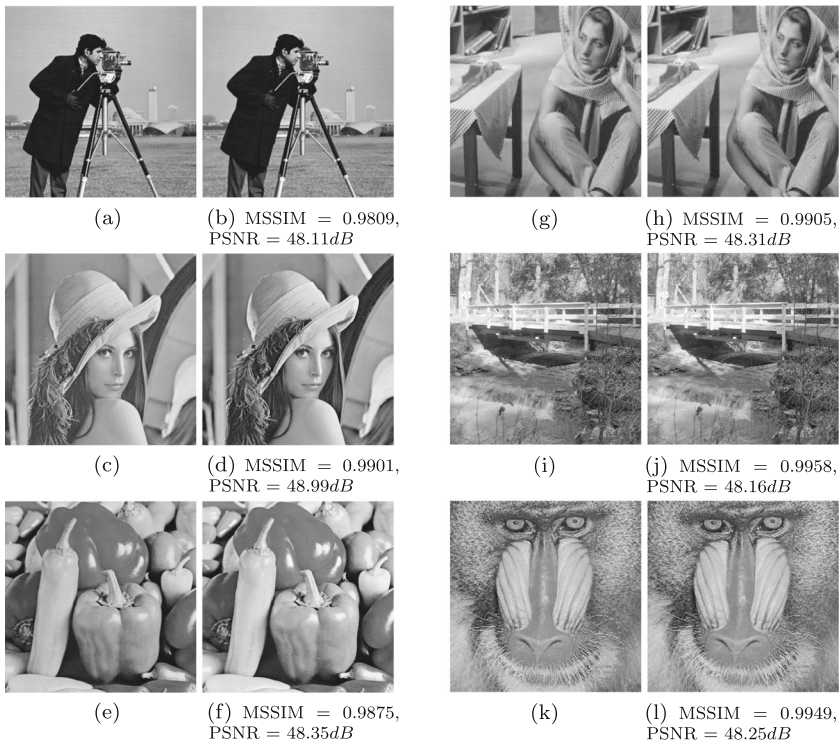 (a)
(b) MSSIM = 0.9809,
PSNR = 48.11dB
(g)
(h) MSSIM = 0.9905,
PSNR = 48.31dB
(c)
(d) MSSIM = 0.9901,
PSNR = 48.99dB
(i)
(j) MSSIM = 0.9958,
PSNR = 48.16dB
(e)
(f) MSSIM = 0.9875,
PSNR = 48.35dB
(k)
(l) MSSIM = 0.9949,
PSNR = 48.25dB